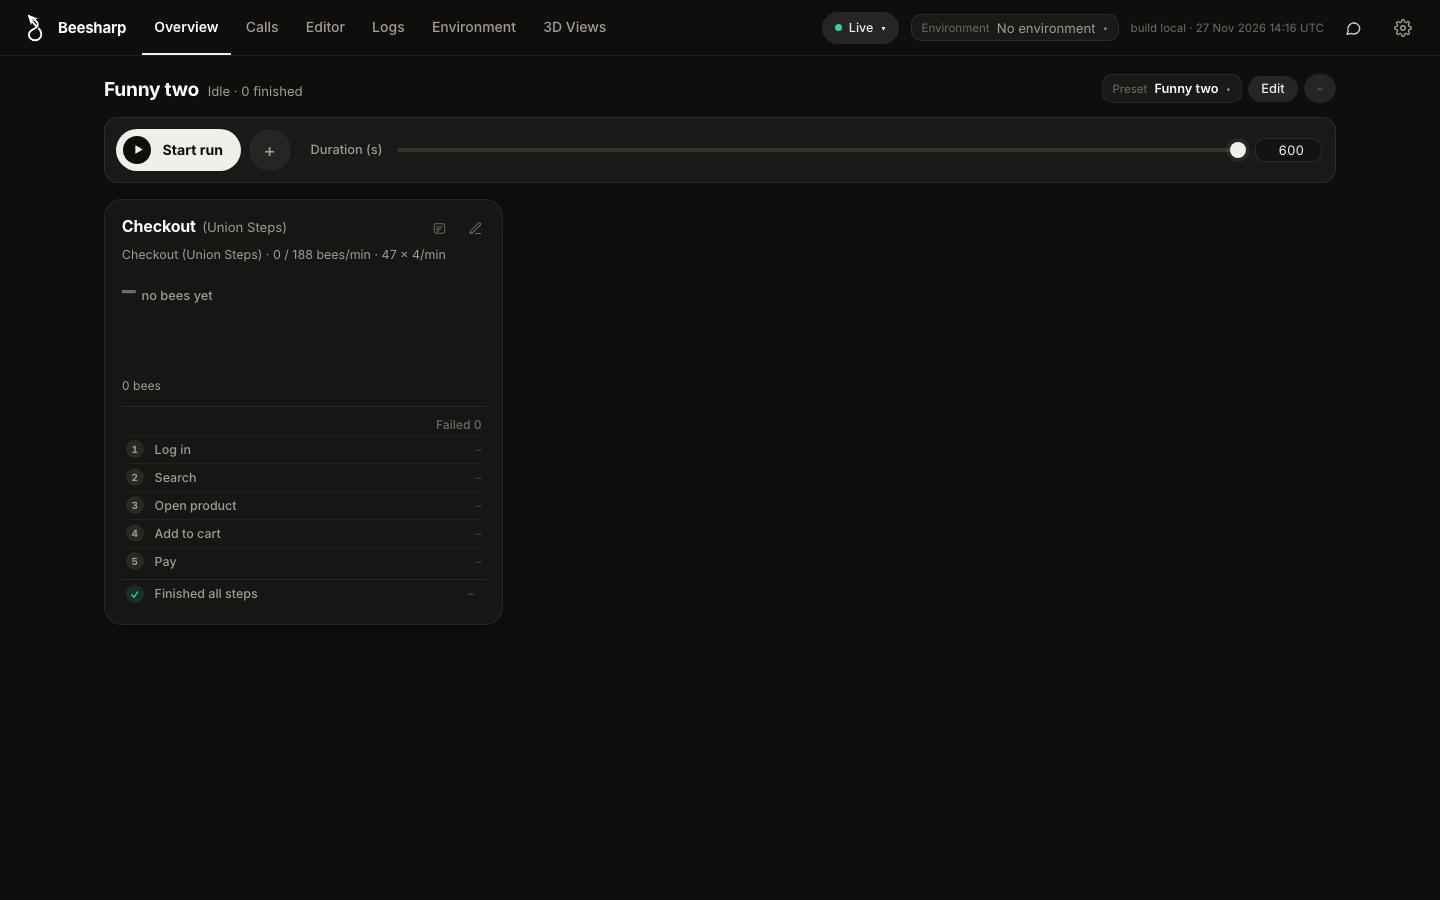 Beesharp Overview Calls Editor Logs Environment 3D Views Live Environment No environment build local · 27 Nov 2026 14:16 UTC
Funny two Idle · 0 finished Preset Funny two Edit
Start run + Duration (s) 600
Checkout (Union Steps)
Checkout (Union Steps) · 0 / 188 bees/min · 47 × 4/min
— no bees yet
0 bees
Failed 0
1 Log in –
2 Search –
3 Open product –
4 Add to cart –
5 Pay –
Finished all steps –